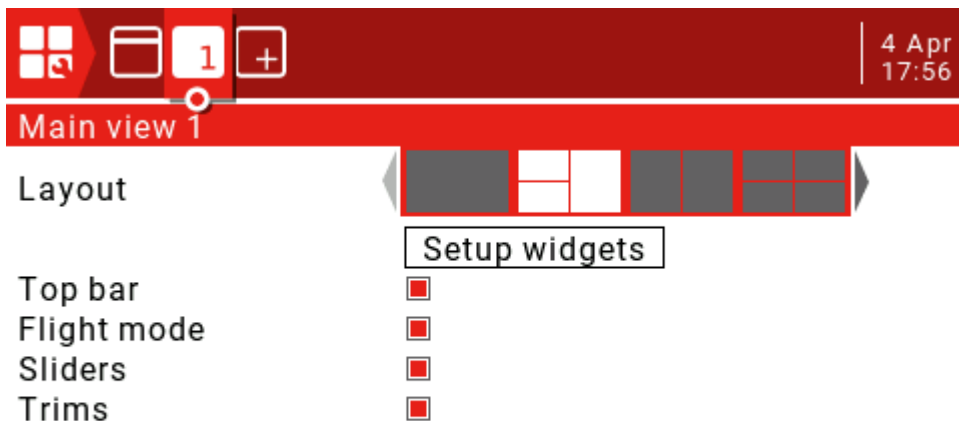 1
4 Apr
17:56
Main view 1
Layout
Setup widgets
Top bar
Flight mode
Sliders
Trims